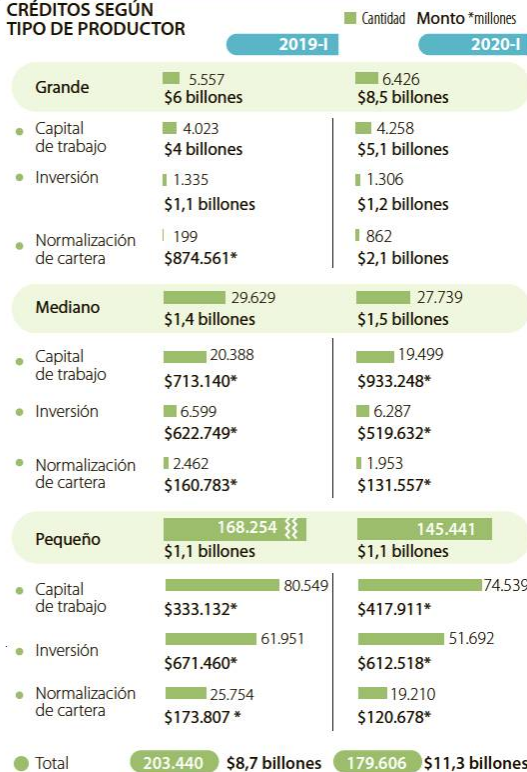 CRÉDITOS SEGÚN
TIPO DE PRODUCTOR
Cantidad Monto *millones
2019-I 2020-I
Grande 5.557 6.426
$6 billones $8,5 billones
Capital 4.023 4.258
de trabajo $4 billones $5,1 billones
Inversión 1.335 1.306
$1,1 billones $1,2 billones
Normalización 199 862
de cartera $874.561* $2,1 billones
Mediano 29.629 27.739
$1,4 billones $1,5 billones
Capital 20.388 19.499
de trabajo $713.140* $933.248*
Inversión 6.599 6.287
$622.749* $519.632*
Normalización 2.462 1.953
de cartera $160.783* $131.557*
Pequeño 168.254 145.441
$1,1 billones $1,1 billones
Capital 80.549 74.539
de trabajo $333.132* $417.911*
Inversión 61.951 51.692
$671.460* $612.518*
Normalización 25.754 19.210
de cartera $173.807 * $120.678*
Total 203.440 $8,7 billones 179.606 $11,3 billones